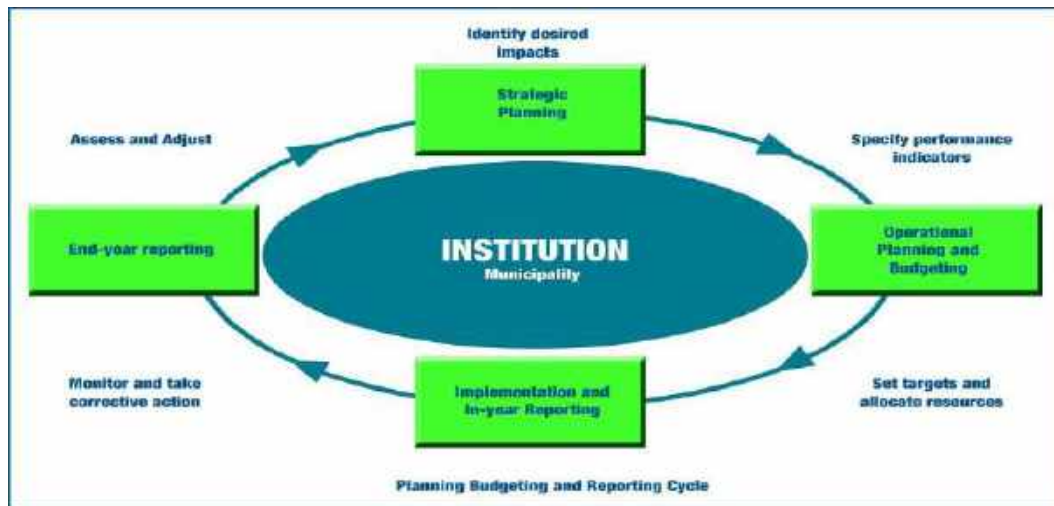 Identify desired
impacts
Strategic
Planning
Assess and Adjust
Specify performance
indicators
End-year reporting
INSTITUTION
Municipality
Operational
Planning and
Budgeting
Monitor and take
corrective action
Implementation and
In-year Reporting
Set targets and
allocate resources
Planning Budgeting and Reporting Cycle